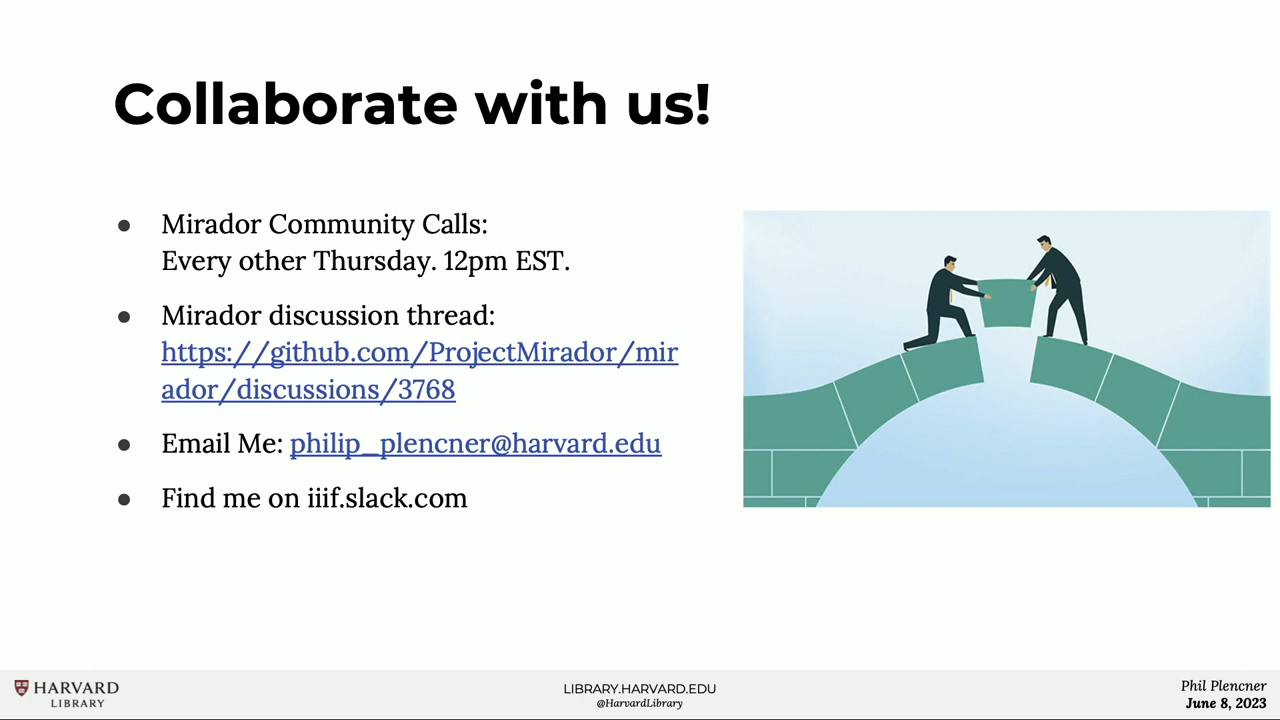 Collaborate with us!
● Mirador Community Calls:
Every other Thursday. 12pm EST.
● Mirador discussion thread:
https://github.com/ProjectMirador/mir
ador/discussions/3768
● Email Me: philip_plencner@harvard.edu
● Find me on iiif.slack.com
HARVARD
LIBRARY
LIBRARY.HARVARD.EDU
@HarvardLibrary
Phil Plencner
June 8, 2023